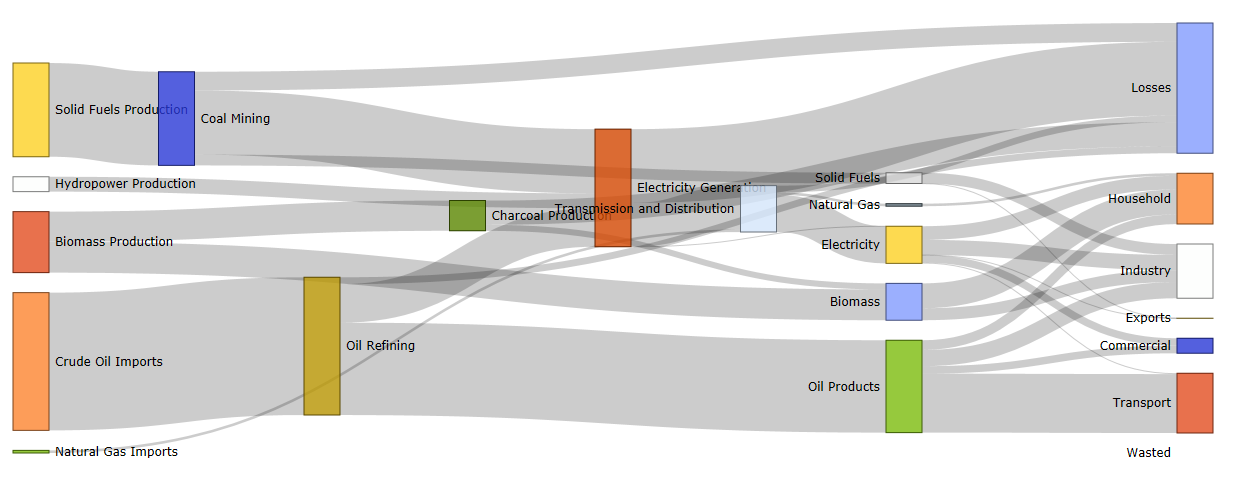 Solid Fuels Production
Hydropower Production
Biomass Production
Crude Oil Imports
Natural Gas Imports
Coal Mining
Oil Refining
Charcoal Production
Electricity Generation
Transmission and Distribution
Solid Fuels
Natural Gas
Electricity
Biomass
Oil Products
Losses
Household
Industry
Exports
Commercial
Transport
Wasted